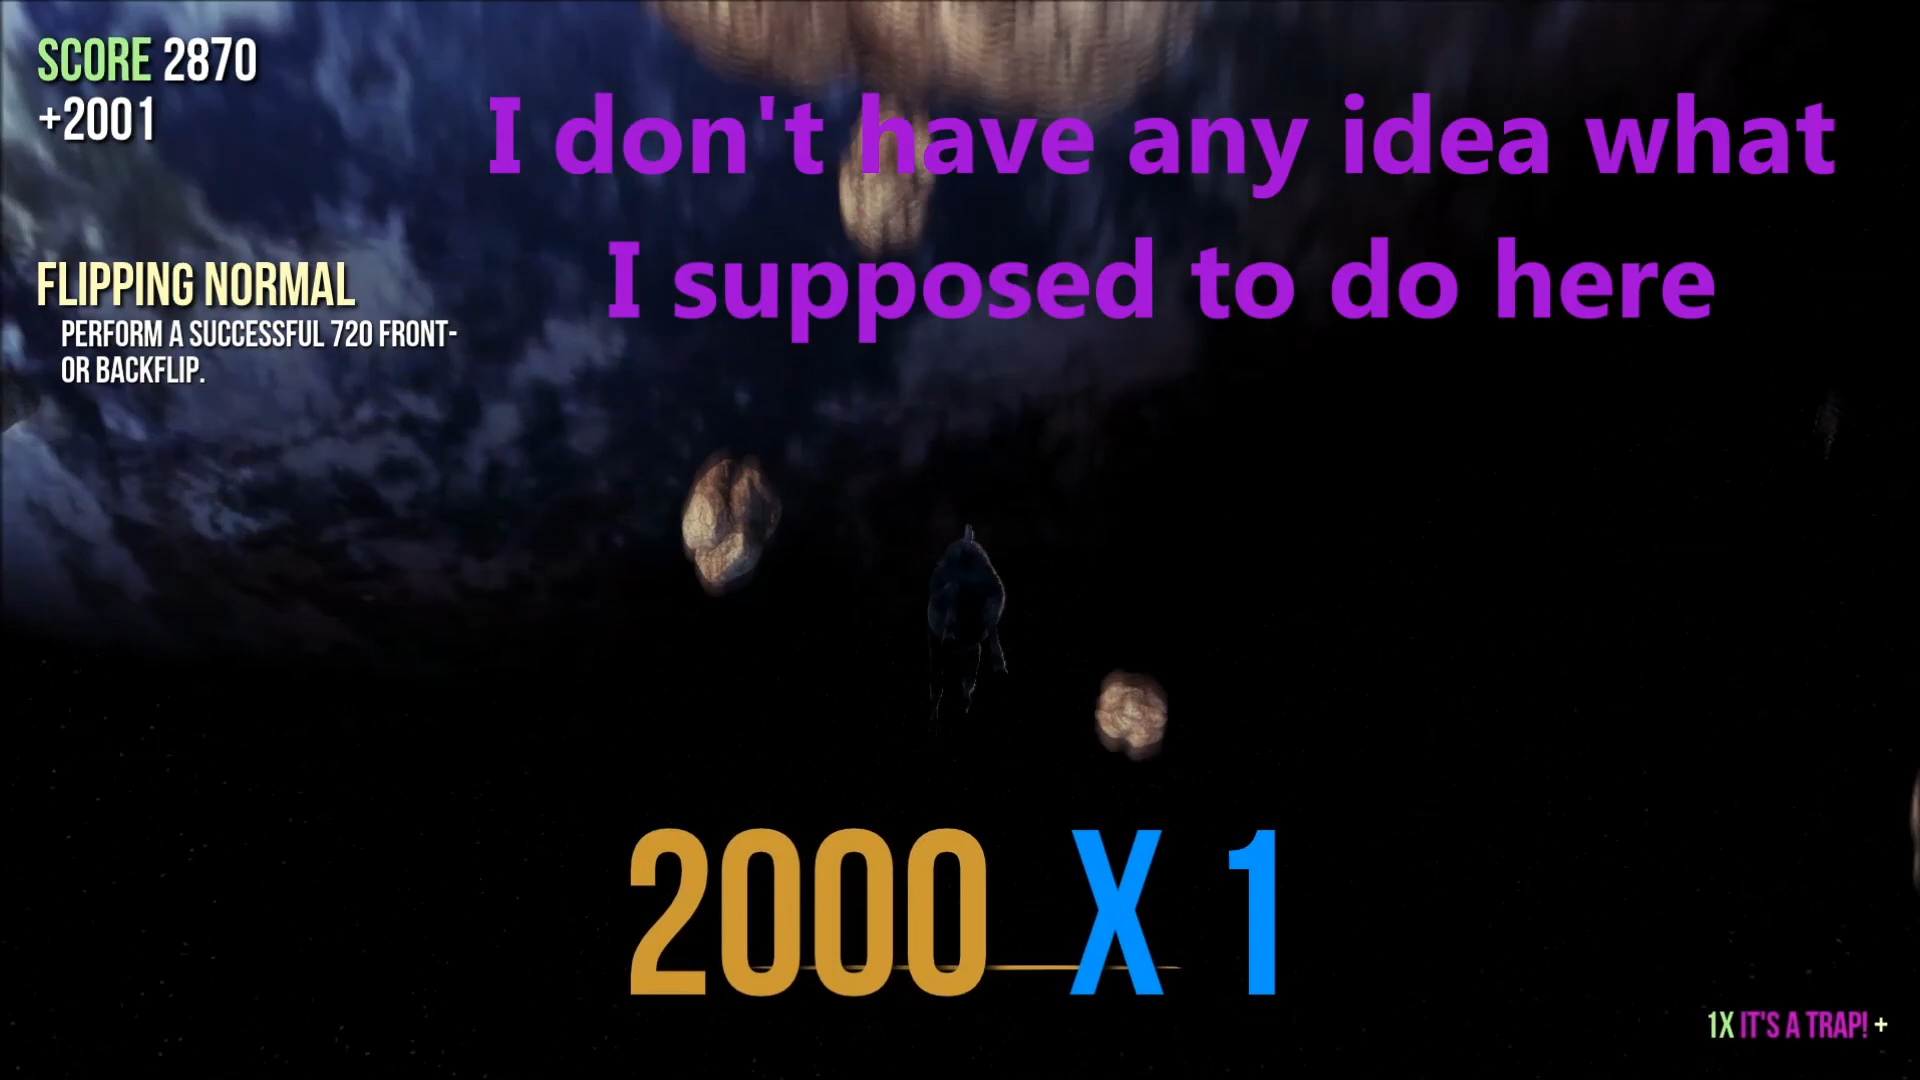 SCORE 2870
+2001
I don't have any idea what
I supposed to do here
FLIPPING NORMAL
PERFORM A SUCCESSFUL 720 FRONT-
OR BACKFLIP.
2000 X 1
1X IT'S A TRAP! +